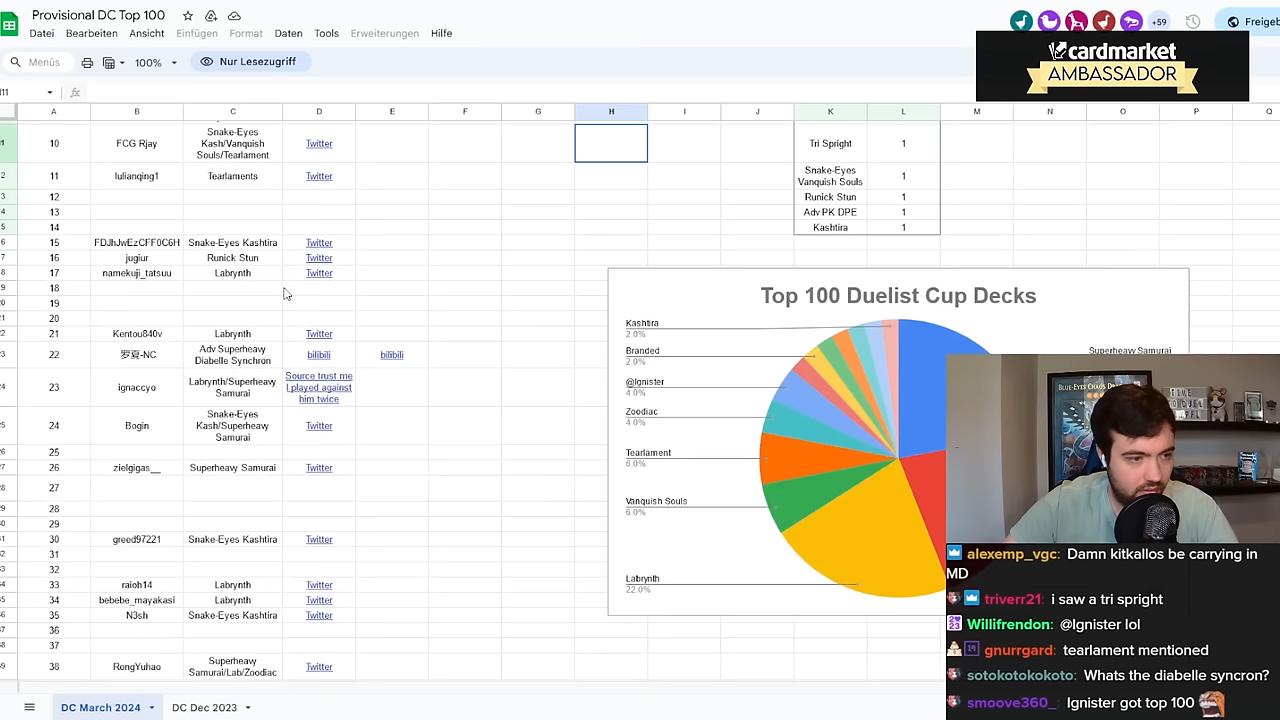 Provisional DC Top 100
+59
Freigeb
Datei Bearbeiten Ansicht Einfügen Format Daten Tools Erweiterungen Hilfe
Menüs 100% Nur Lesezugriff
cardmarket
AMBASSADOR
A B C D E F G H I J K L M N O P Q
10 FCG Rjay Snake-Eyes Kash/Vanquish Souls/Tearlament Twitter
11 lulianqing1 Tearlaments Twitter
12
13
14
15 FDJhJwEzCFF0C6H Snake-Eyes Kashtira Twitter
16 jugiur Runick Stun Twitter
17 namekuji_tatsuu Labrynth Twitter
18
19
20
21 Kentou840v Labrynth Twitter
22 罗夏-NC Adv Superheavy Diabelle Synchron bilibili bilibili
23 ignaccyo Labrynth/Superheavy Samurai Source trust me I played against him twice
24 Bogin Snake-Eyes Kash/Superheavy Samurai Twitter
25
26 zielgigas__ Superheavy Samurai Twitter
27
28
29
30 greed97221 Snake-Eyes Kashtira Twitter
31
32
33 raioh14 Labrynth Twitter
34 bebebe_mayakasi Labrynth Twitter
35 N3sh Snake-Eyes Kashtira Twitter
36
37
38 RongYuhao Superheavy Samurai/Lab/Zoodiac Twitter
Tri Spright 1
Snake-Eyes Vanquish Souls 1
Runick Stun 1
Adv PK DPE 1
Kashtira 1
Top 100 Duelist Cup Decks
Kashtira
2.0%
Branded
2.0%
@Ignister
4.0%
Zoodiac
4.0%
Tearlament
6.0%
Vanquish Souls
6.0%
Labrynth
22.0%
Superheavy Samurai
alexemp_vgc: Damn kitkallos be carrying in
MD
triverr21: i saw a tri spright
Willifrendon: @Ignister lol
gnurrgard: tearlament mentioned
sotokotokokoto: Whats the diabelle syncron?
smoove360_: Ignister got top 100
DC March 2024 DC Dec 2023